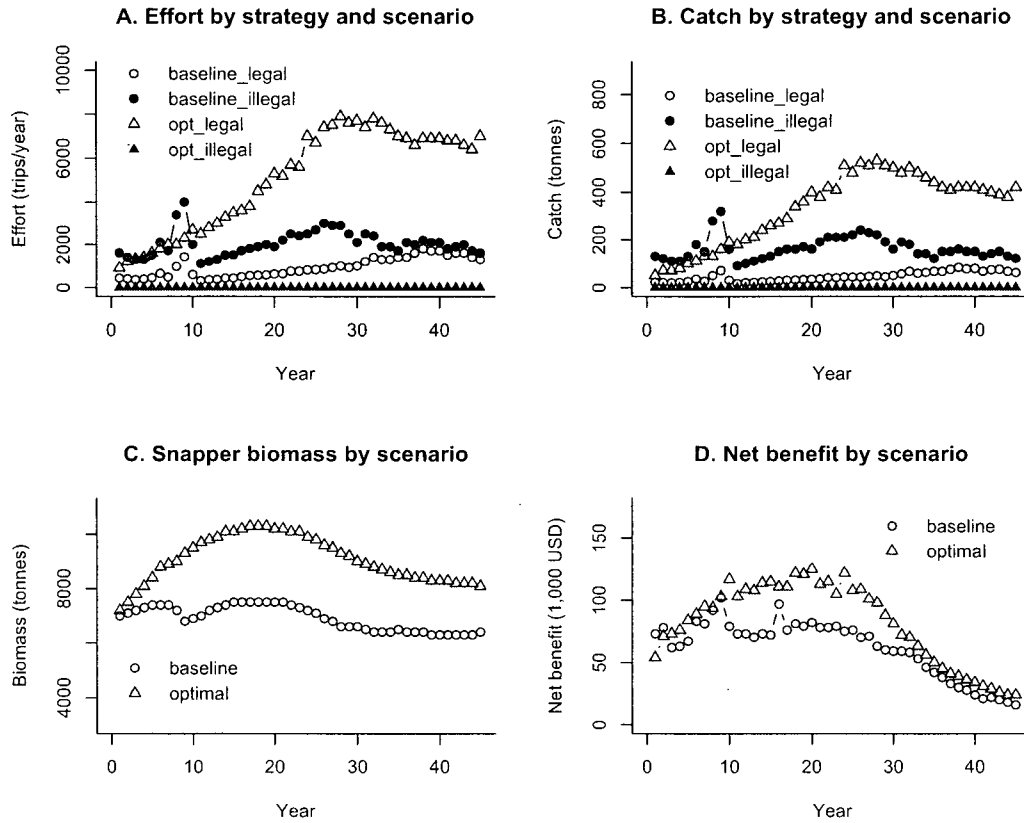 A. Effort by strategy and scenario
Effort (trips/year)
10000
6000
2000
0
baseline_legal
baseline_illegal
opt_legal
opt_illegal
0 10 20 30 40
Year
B. Catch by strategy and scenario
Catch (tonnes)
800
600
400
200
0
baseline_legal
baseline_illegal
opt_legal
opt_illegal
0 10 20 30 40
Year
C. Snapper biomass by scenario
Biomass (tonnes)
8000
4000
baseline
optimal
0 10 20 30 40
Year
D. Net benefit by scenario
Net benefit (1,000 USD)
150
100
50
0
baseline
optimal
0 10 20 30 40
Year